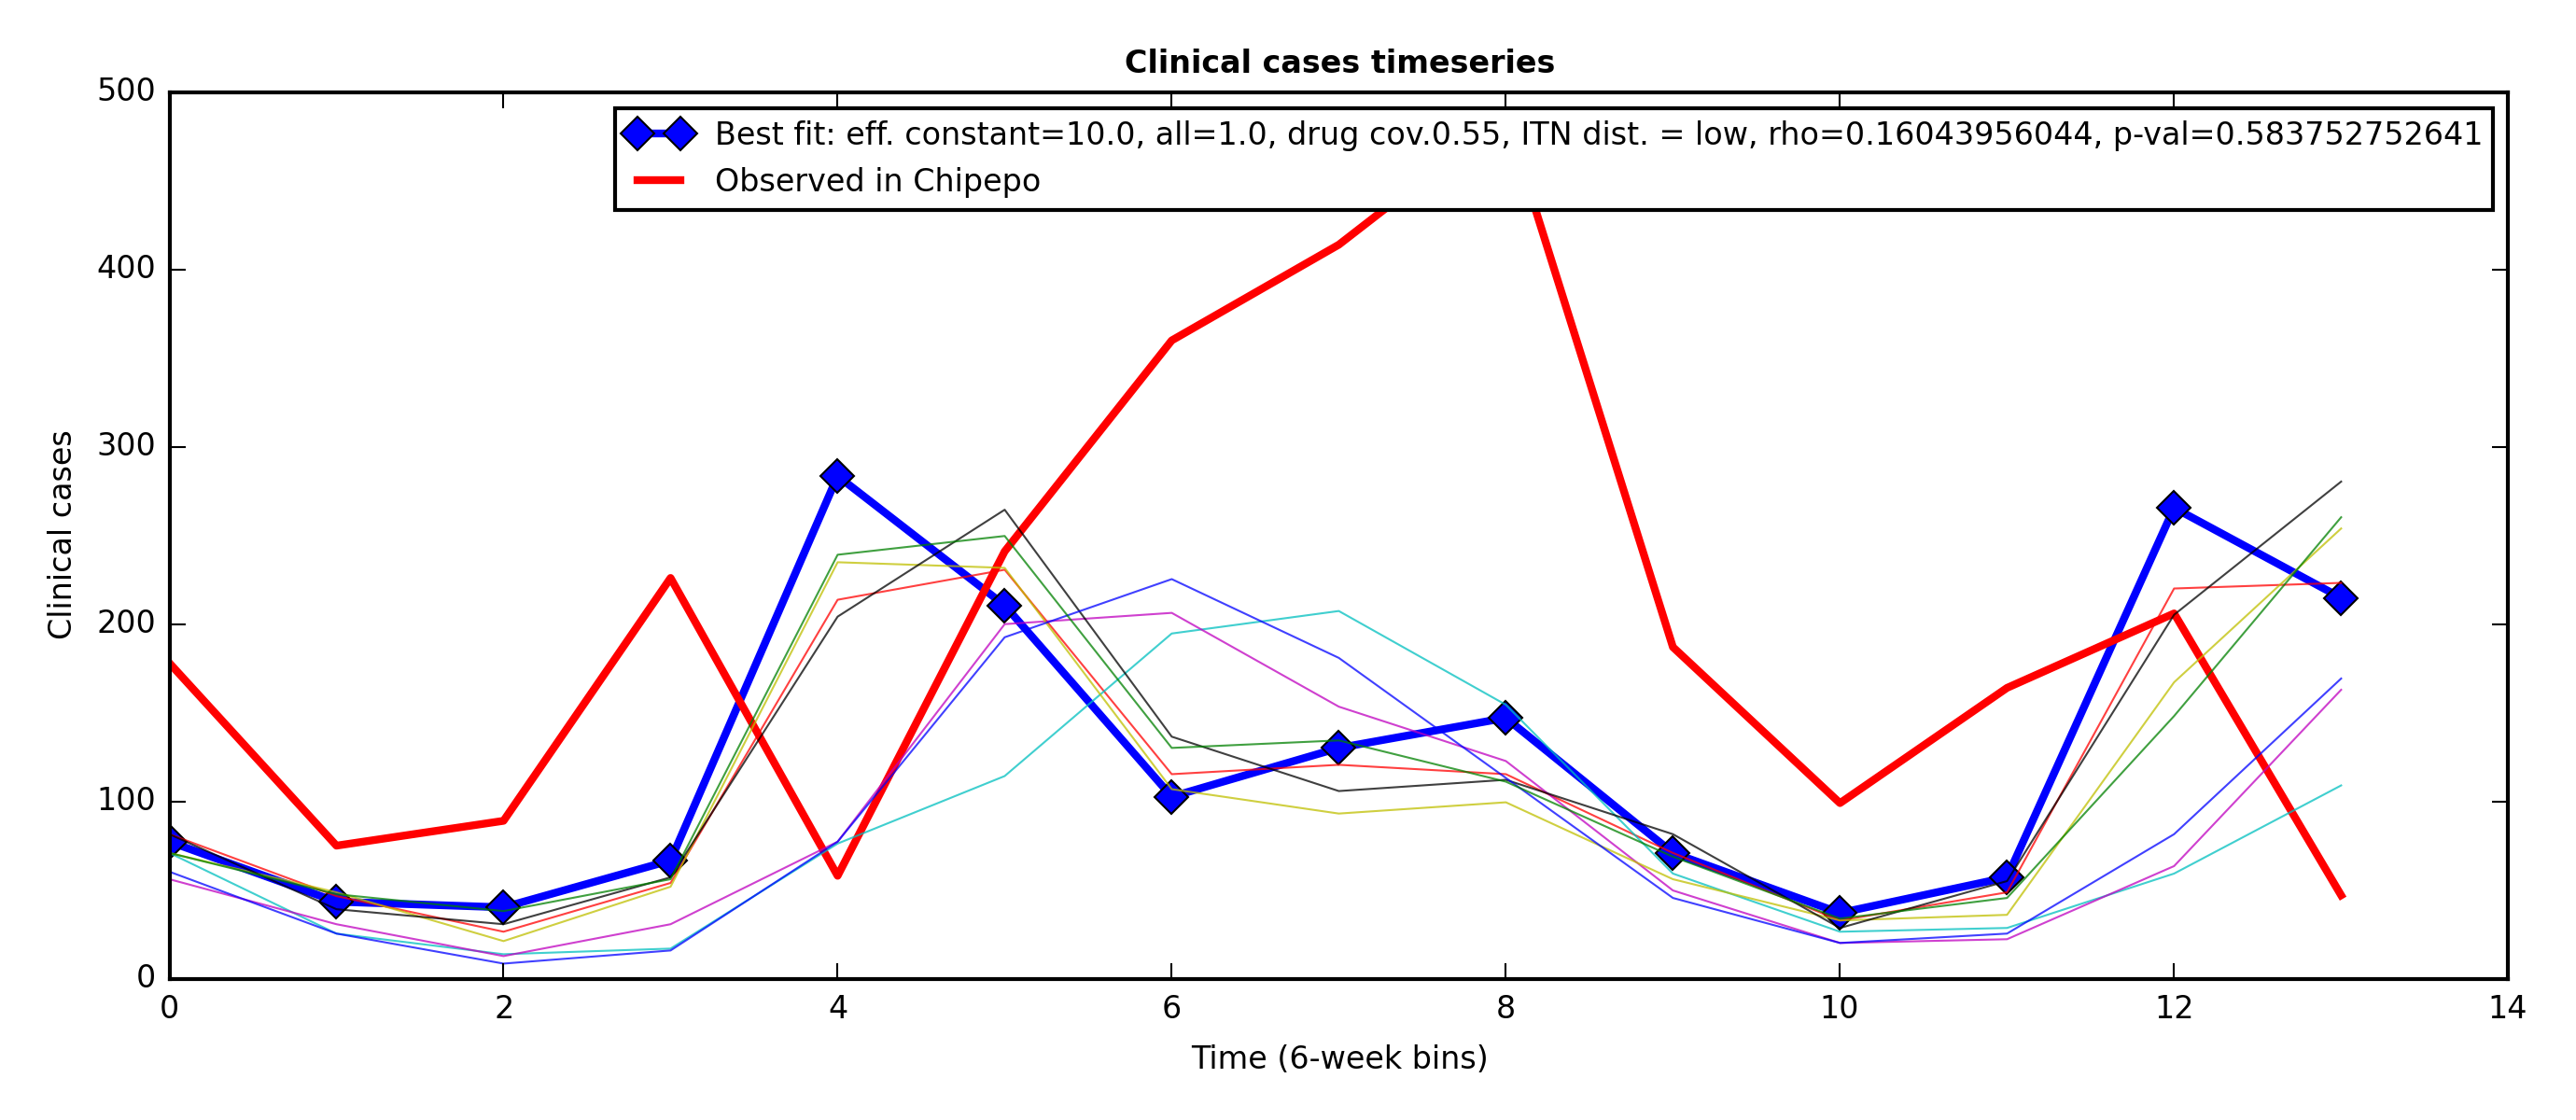 Clinical cases timeseries
500
400
300
200
100
0
Clinical cases
Best fit: eff. constant=10.0, all=1.0, drug cov.0.55, ITN dist. = low, rho=0.16043956044, p-val=0.583752752641
Observed in Chipepo
0 2 4 6 8 10 12 14
Time (6-week bins)